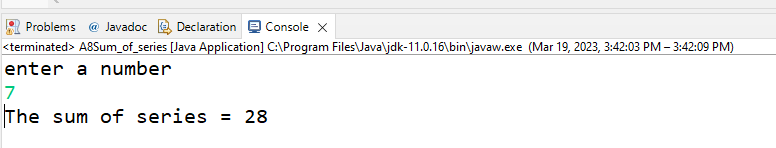 Problems @ Javadoc Declaration Console
<terminated> A8Sum_of_series [Java Application] C:\Program Files\Java\jdk-11.0.16\bin\javaw.exe (Mar 19, 2023, 3:42:03 PM – 3:42:09 PM)
enter a number
7
The sum of series = 28